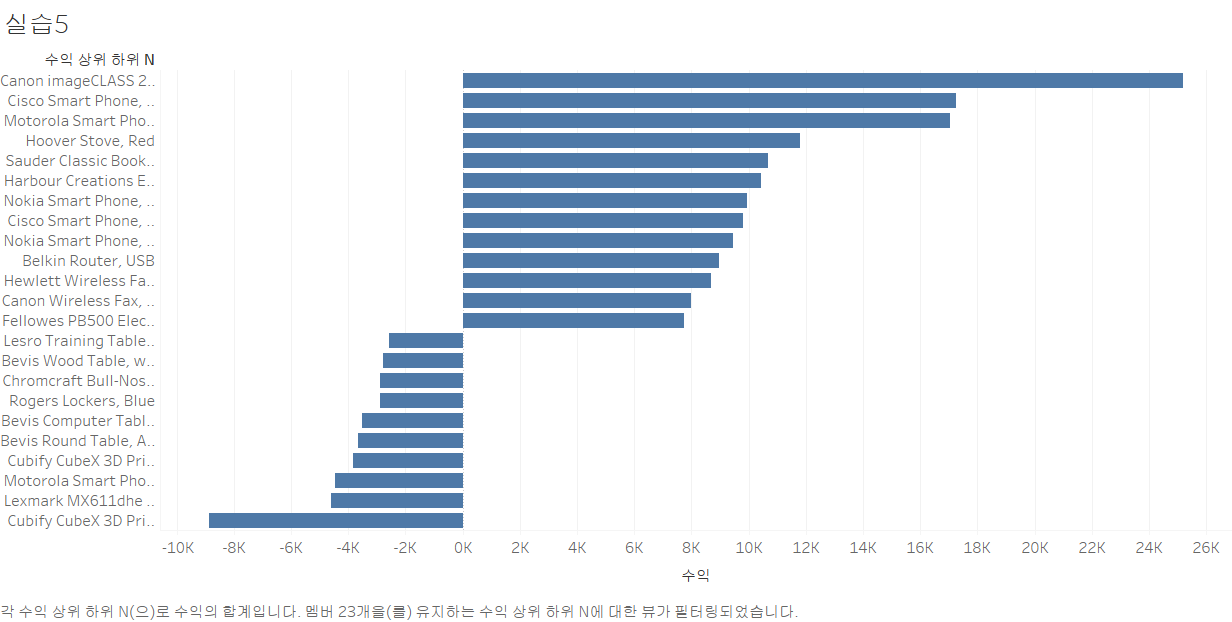 실습5
수익 상위 하위 N
Canon imageCLASS 2..
Cisco Smart Phone, ..
Motorola Smart Pho..
Hoover Stove, Red
Sauder Classic Book..
Harbour Creations E..
Nokia Smart Phone, ..
Cisco Smart Phone, ..
Nokia Smart Phone, ..
Belkin Router, USB
Hewlett Wireless Fa..
Canon Wireless Fax, ..
Fellowes PB500 Elec..
Lesro Training Table..
Bevis Wood Table, w..
Chromcraft Bull-Nos..
Rogers Lockers, Blue
Bevis Computer Tabl..
Bevis Round Table, A..
Cubify CubeX 3D Pri..
Motorola Smart Pho..
Lexmark MX611dhe ..
Cubify CubeX 3D Pri..
-10K -8K -6K -4K -2K 0K 2K 4K 6K 8K 10K 12K 14K 16K 18K 20K 22K 24K 26K
수익
각 수익 상위 하위 N(으)로 수익의 합계입니다. 멤버 23개을(를) 유지하는 수익 상위 하위 N에 대한 뷰가 필터링되었습니다.